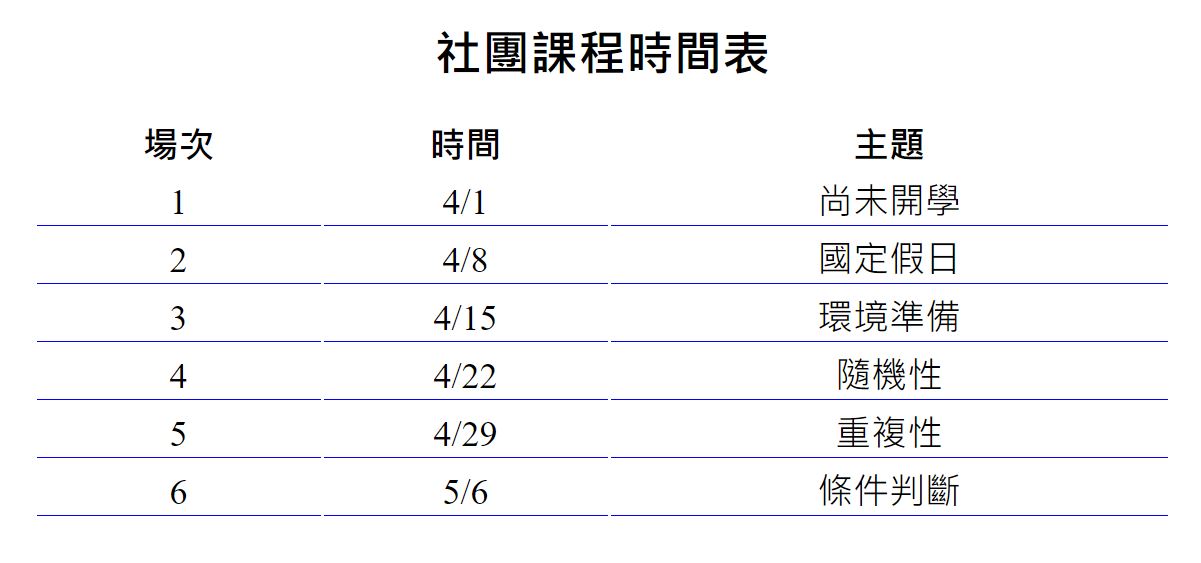 社團課程時間表
場次 時間 主題
1 4/1 尚未開學
2 4/8 國定假日
3 4/15 環境準備
4 4/22 隨機性
5 4/29 重複性
6 5/6 條件判斷